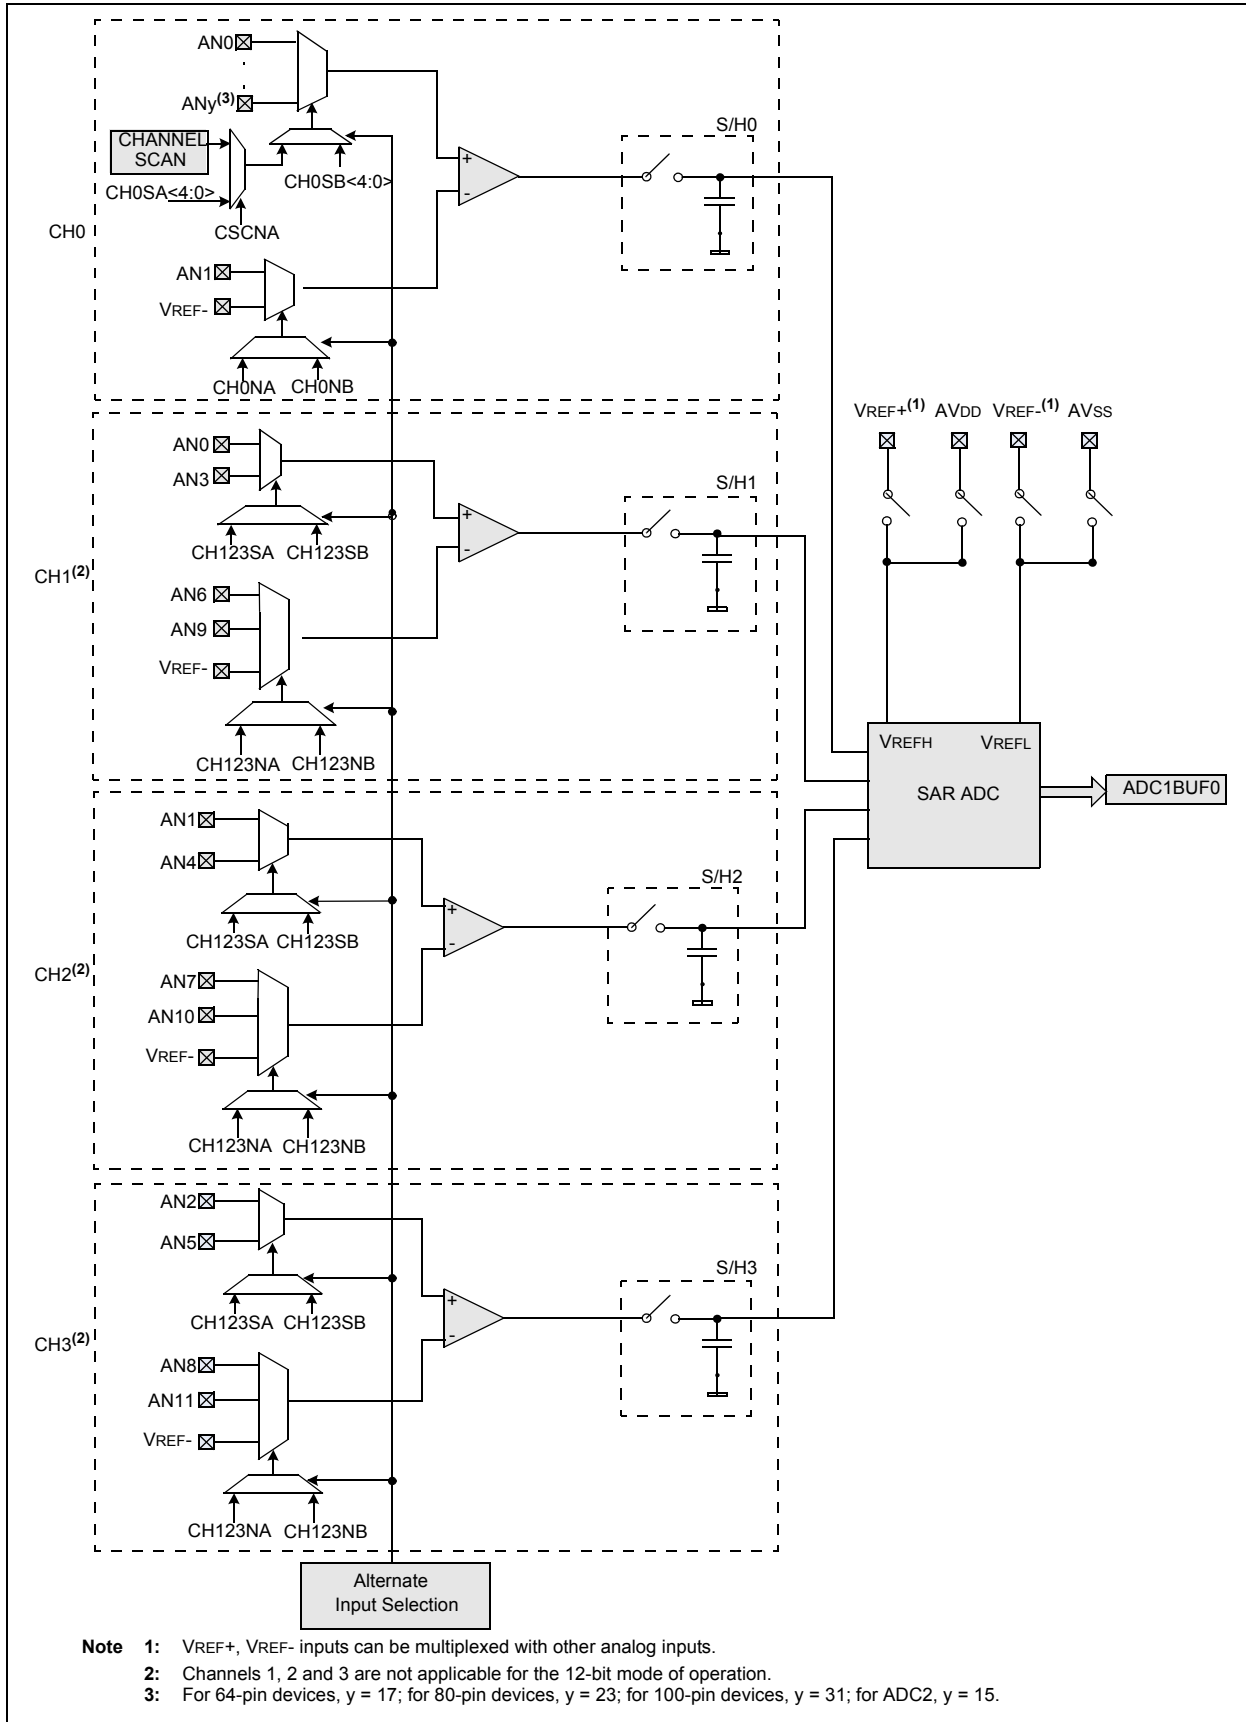 AN0
ANy(3)
CHANNEL
SCAN
CH0SA<4:0>
CH0SB<4:0>
CSCNA
CH0
AN1
VREF-
CH0NA CH0NB
+
-
S/H0
AN0
AN3
CH123SA CH123SB
CH1(2)
AN6
AN9
VREF-
CH123NA CH123NB
+
-
S/H1
VREF+(1) AVDD VREF-(1) AVSS
VREFH VREFL
SAR ADC
ADC1BUF0
AN1
AN4
CH123SA CH123SB
CH2(2)
AN7
AN10
VREF-
CH123NA CH123NB
+
-
S/H2
AN2
AN5
CH123SA CH123SB
CH3(2)
AN8
AN11
VREF-
CH123NA CH123NB
+
-
S/H3
Alternate
Input Selection
Note 1: VREF+, VREF- inputs can be multiplexed with other analog inputs.
2: Channels 1, 2 and 3 are not applicable for the 12-bit mode of operation.
3: For 64-pin devices, y = 17; for 80-pin devices, y = 23; for 100-pin devices, y = 31; for ADC2, y = 15.